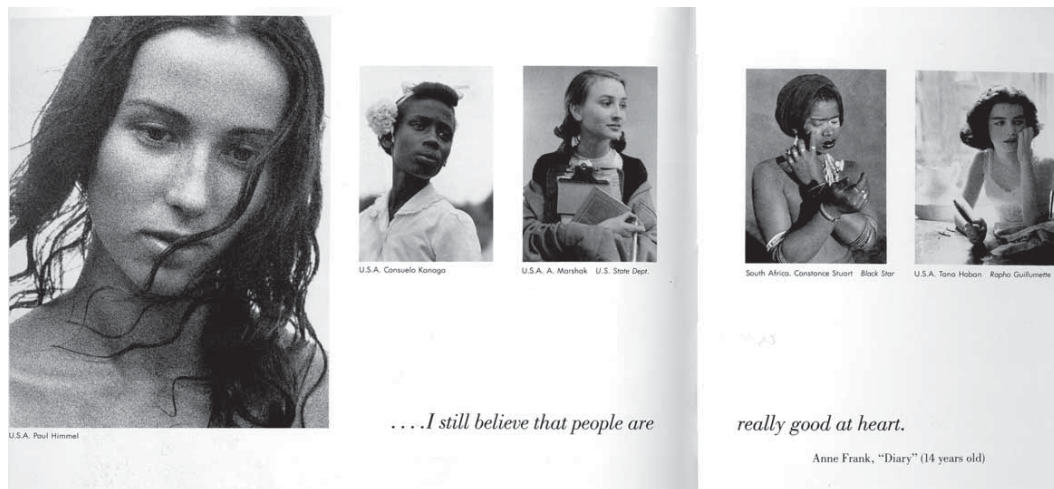 U.S.A. Consuelo Kanaga
U.S.A. A. Marshak U.S. State Dept.
South Africa. Constance Stuart Black Star
U.S.A. Tana Hoban Rapho Guillumette
U.S.A. Paul Himmel
. . . .I still believe that people are really good at heart.
Anne Frank, “Diary” (14 years old)